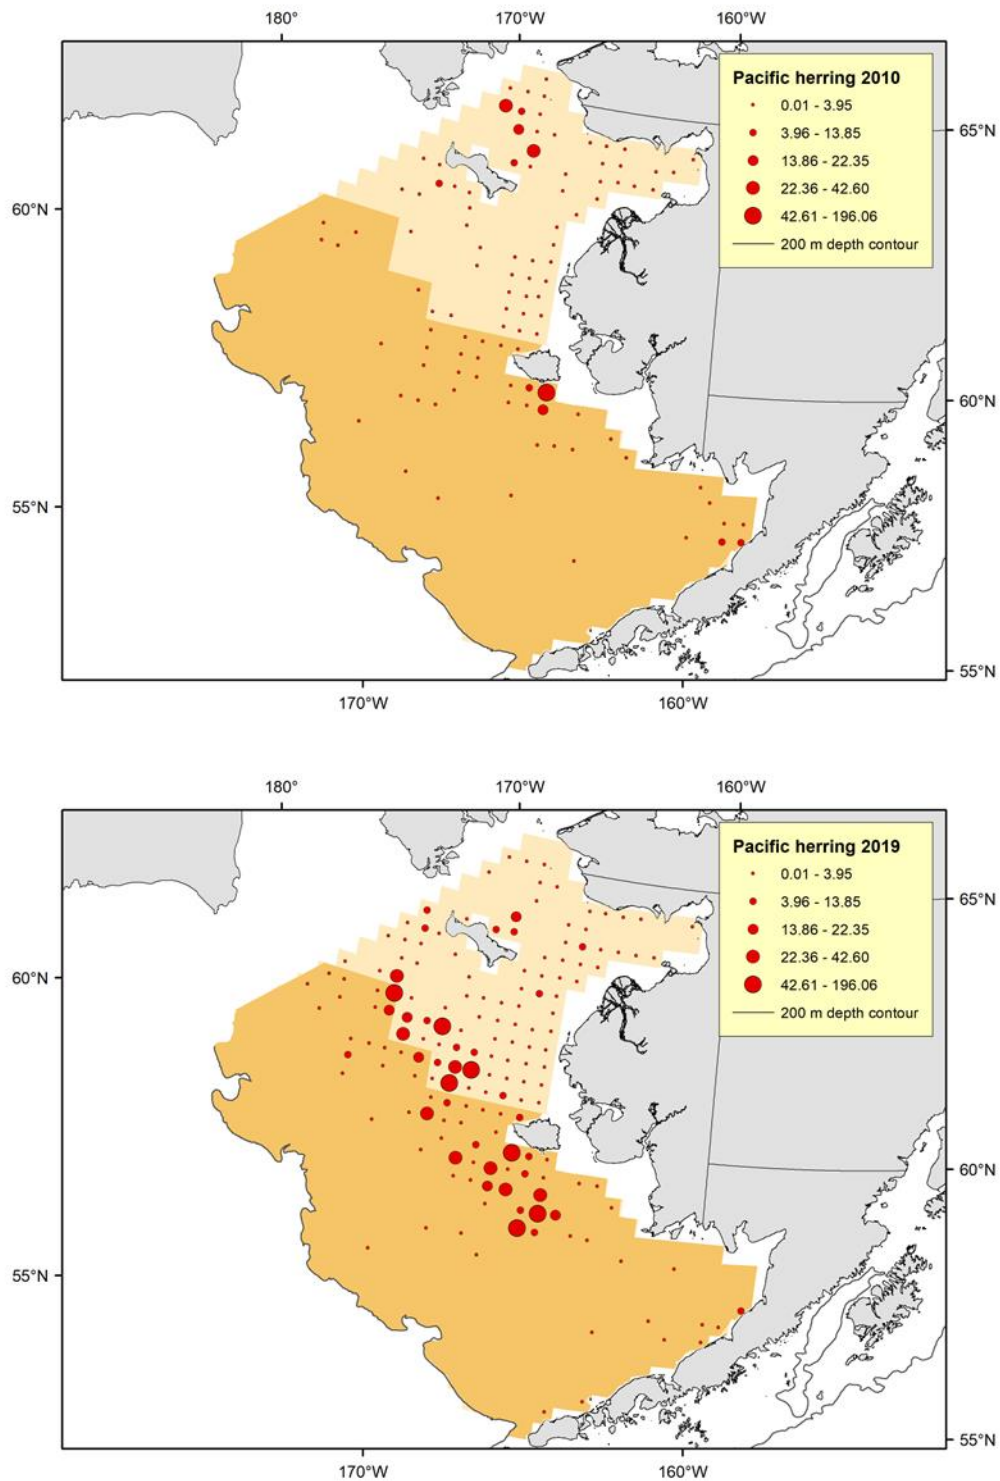 180° 170°W 160°W
Pacific herring 2010
0.01 - 3.95
3.96 - 13.85
13.86 - 22.35
22.36 - 42.60
42.61 - 196.06
200 m depth contour
65°N
60°N
60°N
55°N
55°N
170°W 160°W
180° 170°W 160°W
Pacific herring 2019
0.01 - 3.95
3.96 - 13.85
13.86 - 22.35
22.36 - 42.60
42.61 - 196.06
200 m depth contour
65°N
60°N
60°N
55°N
55°N
170°W 160°W